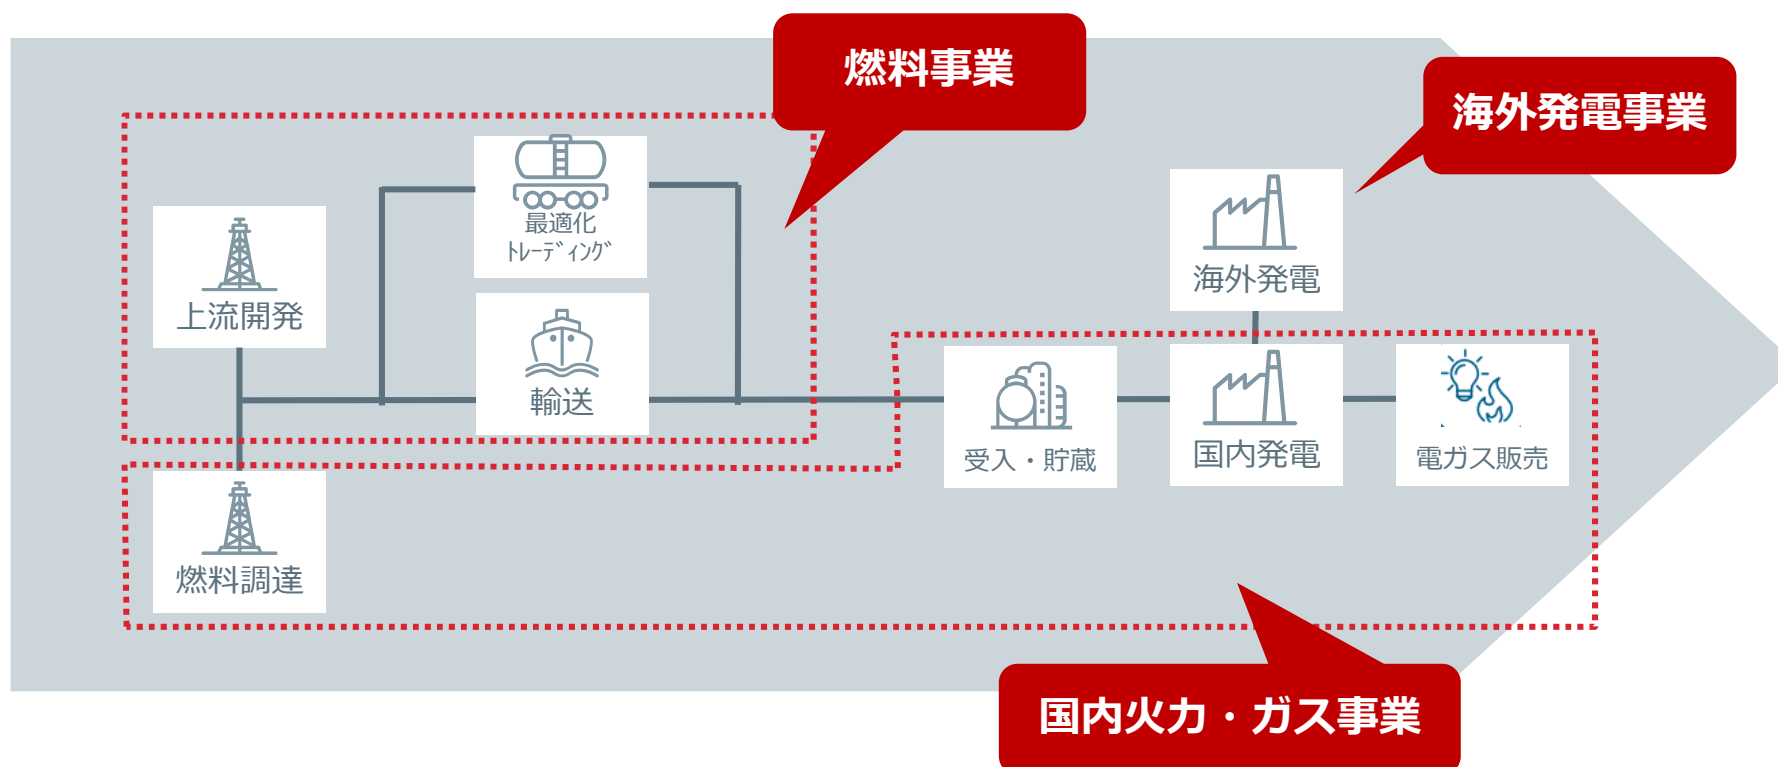 燃料事業
海外発電事業
最適化
ﾄﾚｰﾃﾞｨﾝｸﾞ
上流開発
海外発電
輸送
受入・貯蔵
国内発電
電ガス販売
燃料調達
国内火力・ガス事業